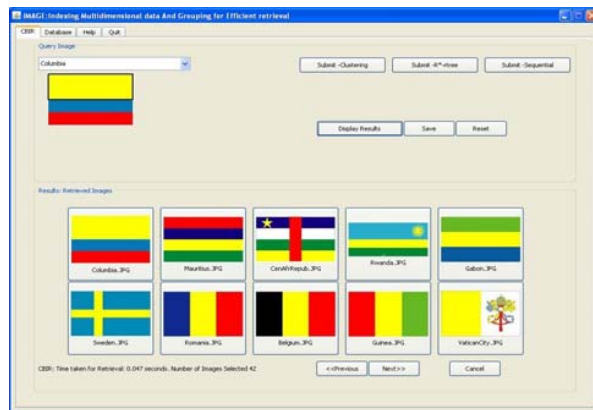 IMAGE:Indexing Multidimensional data And Grouping for Efficient retrieval
CBIR Database Help Quit
Query Image
Columbia
Submit -Clustering Submit -R*-rtree Submit -Sequential
Display Results Save Reset
Results: Retrieved Images
Columbia.JPG Mauritius.JPG CenAfrRepub.JPG Rwanda.JPG Gabon.JPG
Sweden.JPG Romania.JPG Belgium.JPG Guinea.JPG VaticanCity.JPG
CBIR: Time taken for Retrieval: 0.047 seconds. Number of Images Selected 42
<<Previous Next>> Cancel